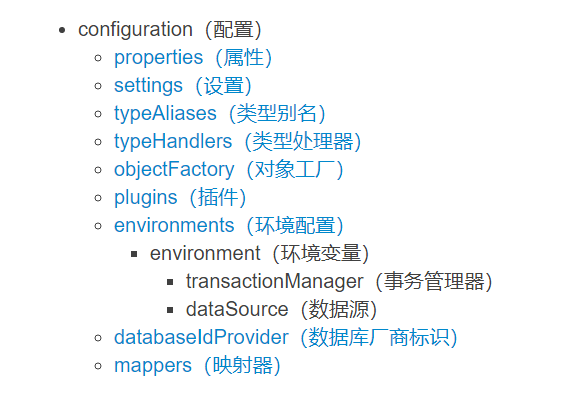 configuration（配置）
properties（属性）
settings（设置）
typeAliases（类型别名）
typeHandlers（类型处理器）
objectFactory（对象工厂）
plugins（插件）
environments（环境配置）
environment（环境变量）
transactionManager（事务管理器）
dataSource（数据源）
databaseIdProvider（数据库厂商标识）
mappers（映射器）